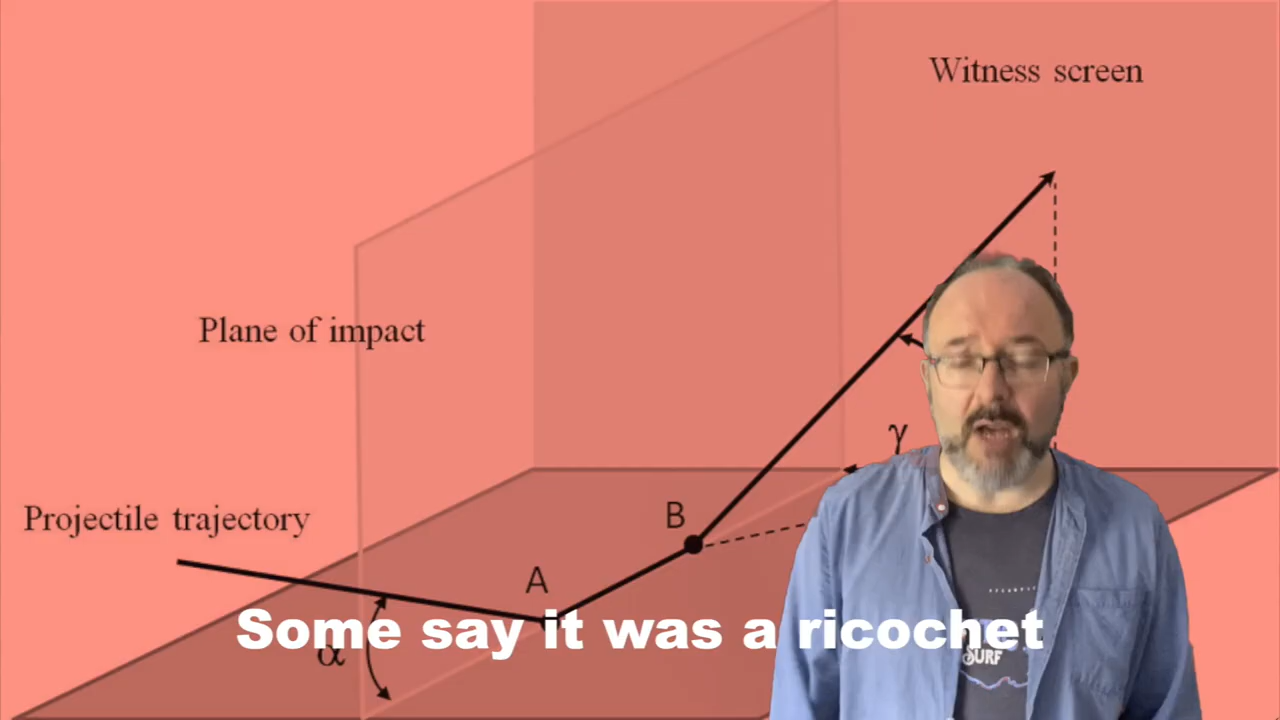 Witness screen
Plane of impact
γ
Projectile trajectory
B
A
α
Some say it was a ricochet
SURF